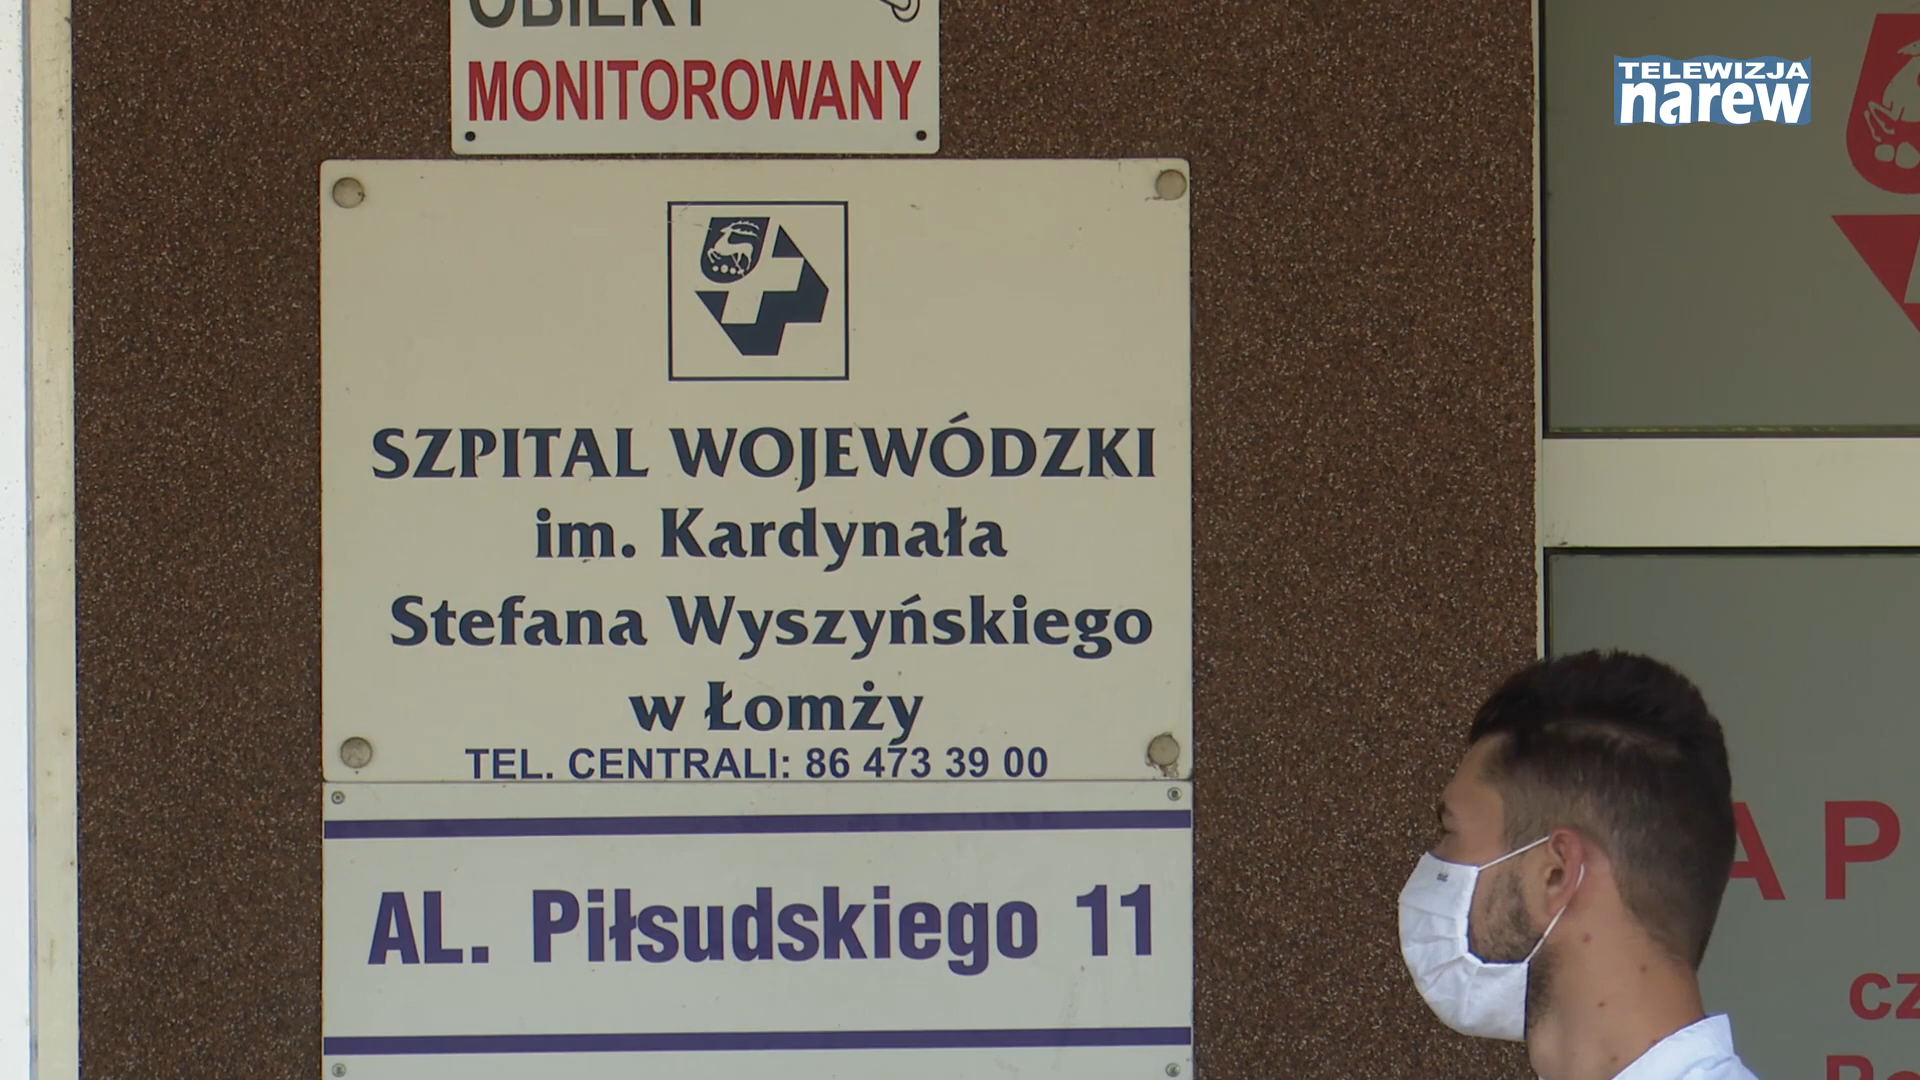 OBIEKT
MONITOROWANY
TELEWIZJA
narew
SZPITAL WOJEWÓDZKI
im. Kardynała
Stefana Wyszyńskiego
w Łomży
TEL. CENTRALI: 86 473 39 00
AL. Piłsudskiego 11